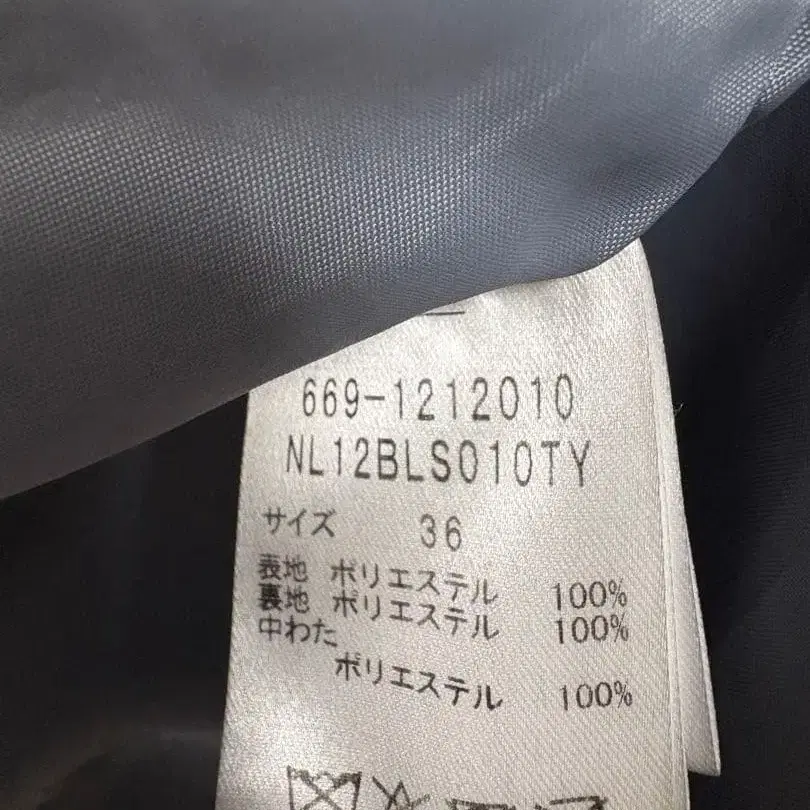 669-1212010
NL12BLS010TY
サイズ 36
表地 ポリエステル 100%
裏地 ポリエステル 100%
中わた
ポリエステル 100%